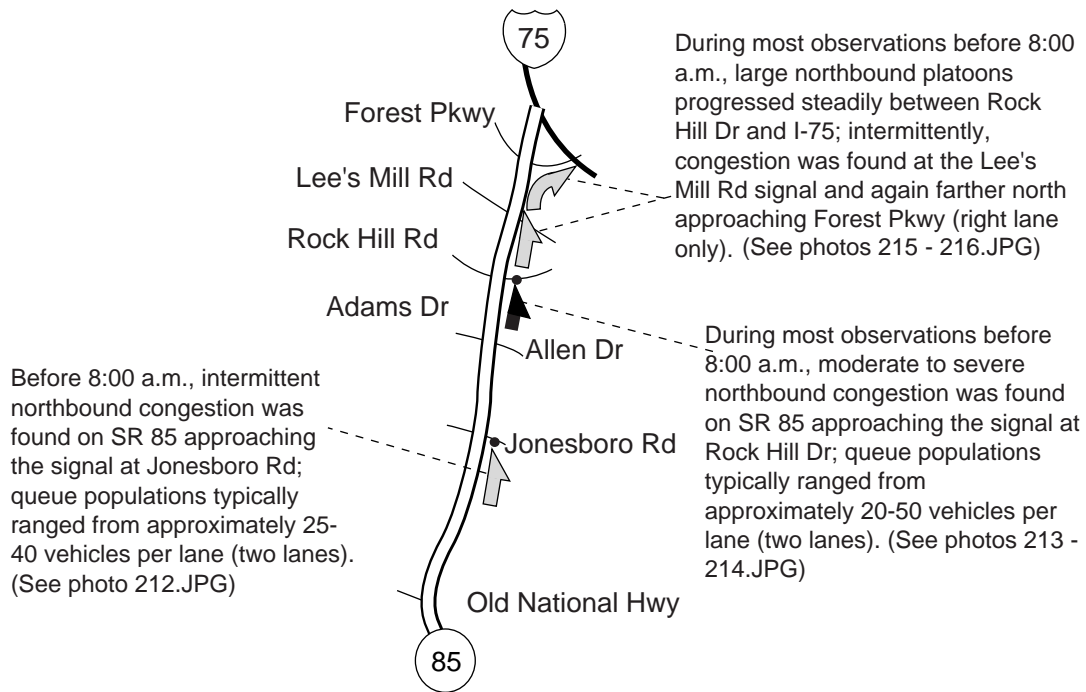 75
During most observations before 8:00
a.m., large northbound platoons
progressed steadily between Rock
Hill Dr and I-75; intermittently,
congestion was found at the Lee's
Mill Rd signal and again farther north
approaching Forest Pkwy (right lane
only). (See photos 215 - 216.JPG)
Forest Pkwy
Lee's Mill Rd
Rock Hill Rd
Adams Dr
Allen Dr
During most observations before
8:00 a.m., moderate to severe
northbound congestion was found
on SR 85 approaching the signal at
Rock Hill Dr; queue populations
typically ranged from
approximately 20-50 vehicles per
lane (two lanes). (See photos 213 -
214.JPG)
Before 8:00 a.m., intermittent
northbound congestion was
found on SR 85 approaching
the signal at Jonesboro Rd;
queue populations typically
ranged from approximately 25-
40 vehicles per lane (two lanes).
(See photo 212.JPG)
Jonesboro Rd
Old National Hwy
85